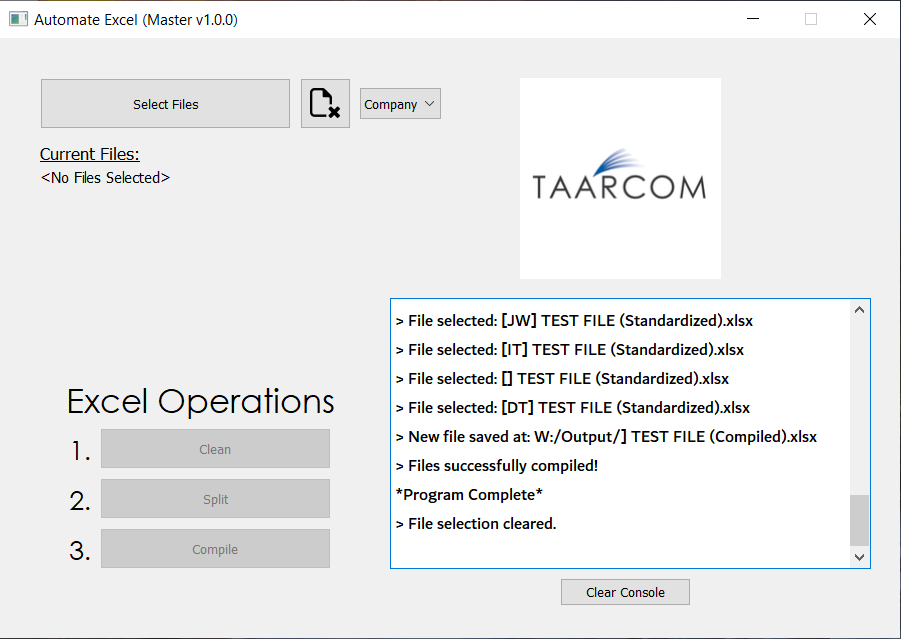 Automate Excel (Master v1.0.0)
Select Files
Company
Current Files:
<No Files Selected>
TAARCOM
> File selected: [JW] TEST FILE (Standardized).xlsx
> File selected: [IT] TEST FILE (Standardized).xlsx
> File selected: [] TEST FILE (Standardized).xlsx
> File selected: [DT] TEST FILE (Standardized).xlsx
> New file saved at: W:/Output/] TEST FILE (Compiled).xlsx
> Files successfully compiled!
*Program Complete*
> File selection cleared.
Excel Operations
1. Clean
2. Split
3. Compile
Clear Console